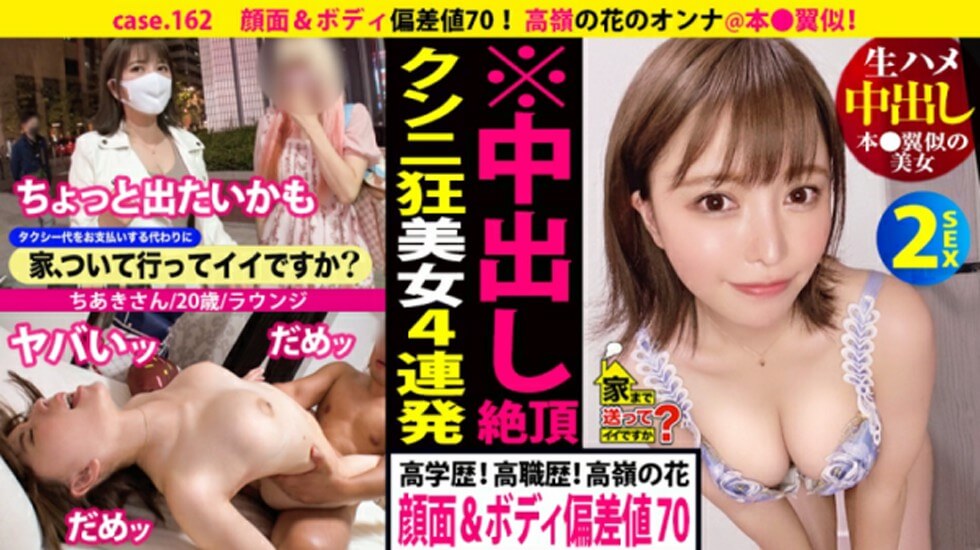 case.162 顔面＆ボディ偏差値70！ 高嶺の花のオンナ@本●翼似！
ちょっと出たいかも
タクシー代をお支払いする代わりに
家、ついて行ってイイですか？
ちあきさん/20歳/ラウンジ
ヤバいッ
だめッ
だめッ
※中出し絶頂
クンニ狂美女4連発
高学歴！高職歴！高嶺の花
顔面＆ボディ偏差値70
生ハメ
中出し
本●翼似の
美女
2SEX
家まで
送って
イイですか？